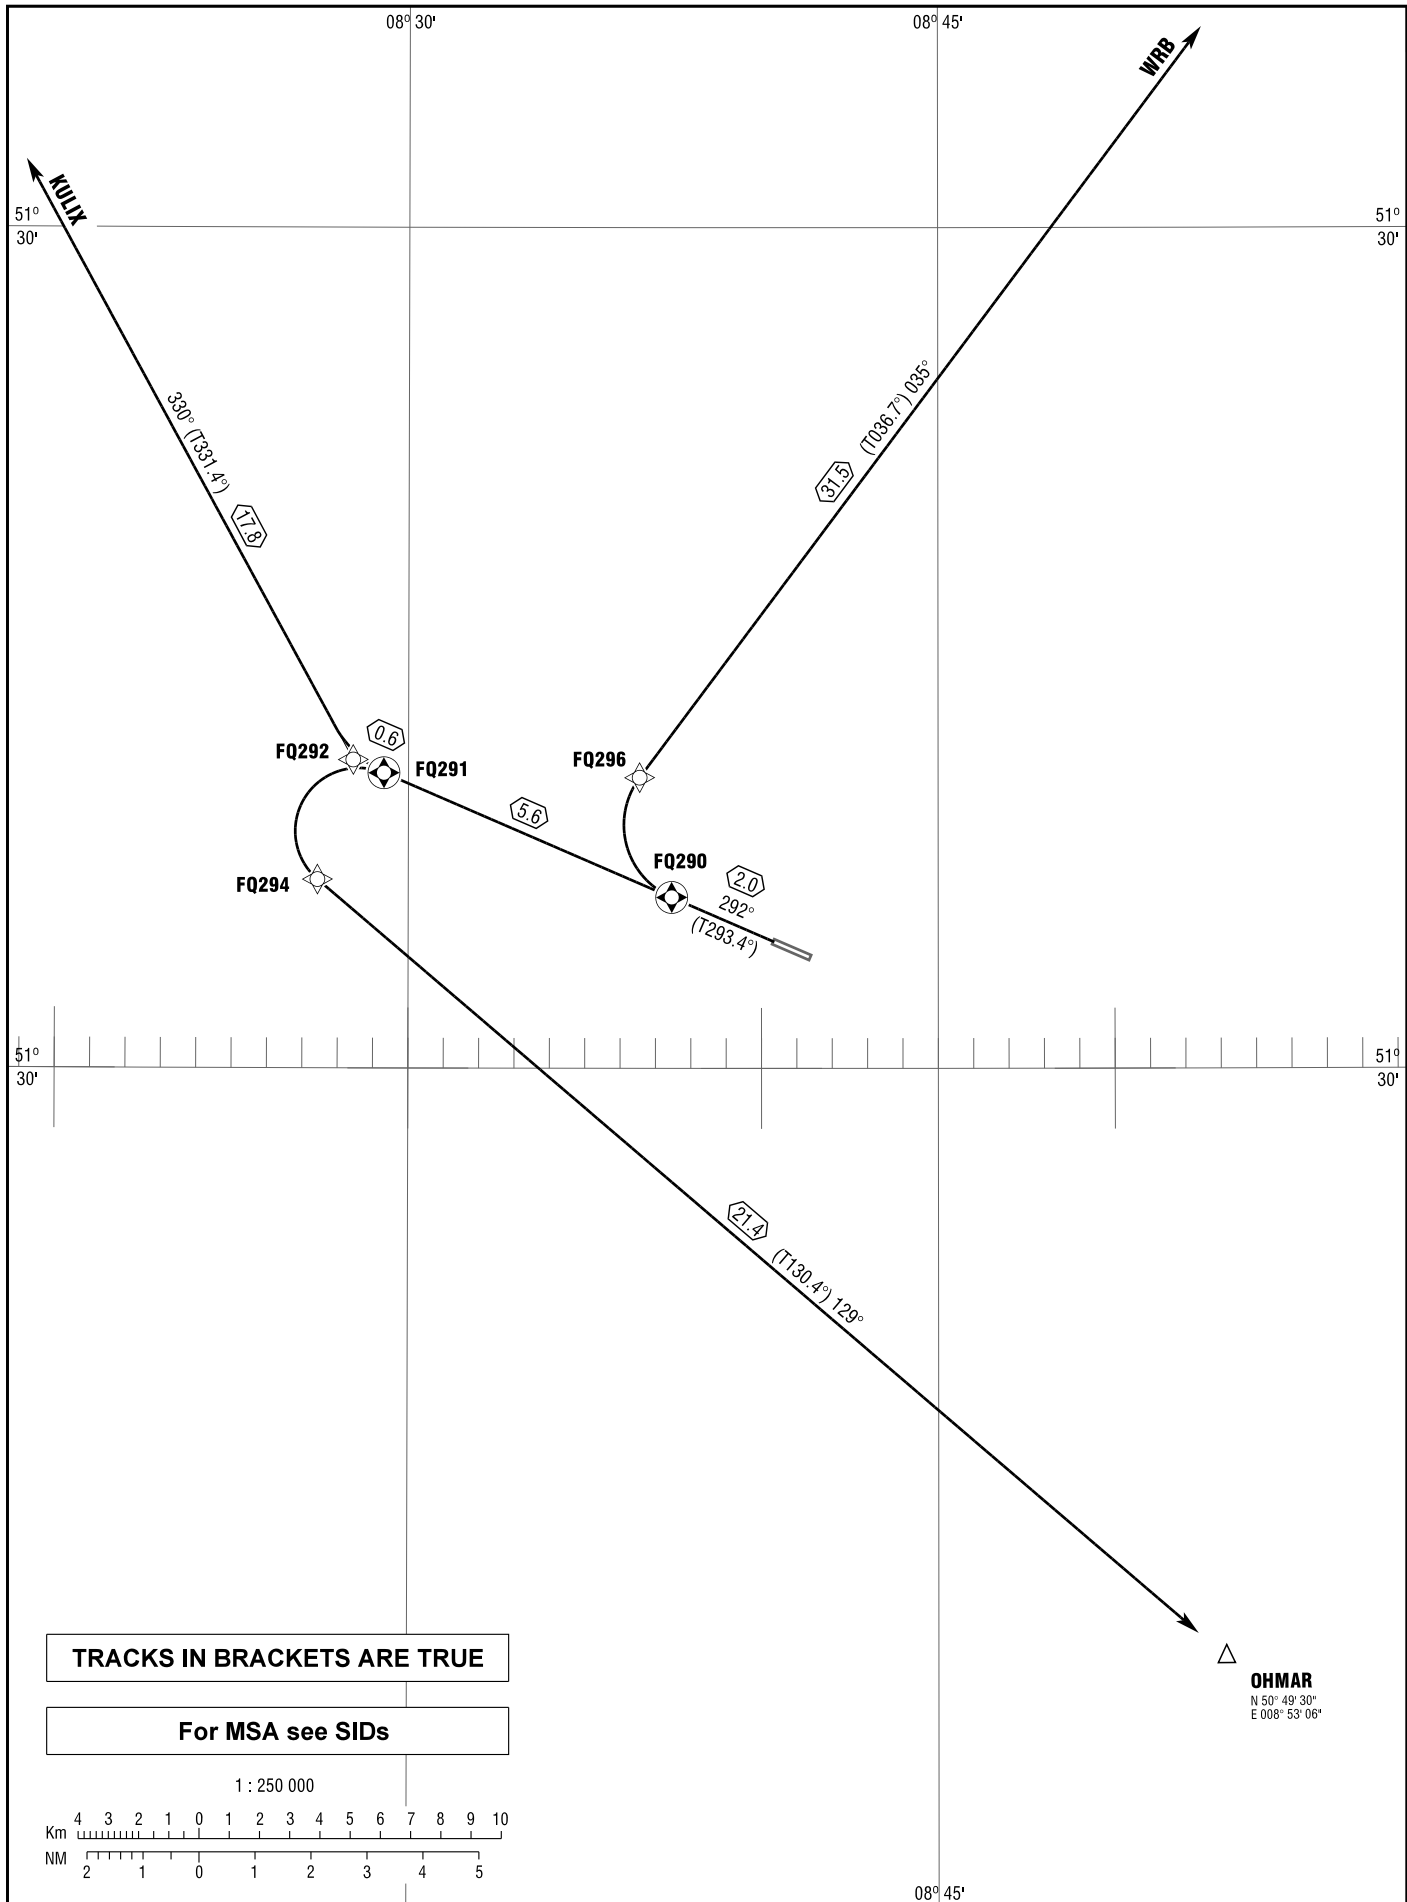 08° 30'
08° 45'
WRB
KULIX
51°
30'
51°
30'
330° (T331.4°)
17.8
(T036.7°) 035°
31.5
FQ292
0.6
FQ291
FQ296
5.6
FQ290
2.0
292°
(T293.4°)
FQ294
51°
30'
51°
30'
21.4
(T130.4°) 129°
OHMAR
N 50° 49' 30"
E 008° 53' 06"
TRACKS IN BRACKETS ARE TRUE
For MSA see SIDs
1 : 250 000
4 3 2 1 0 1 2 3 4 5 6 7 8 9 10
Km
NM
2 1 0 1 2 3 4 5
08° 45'